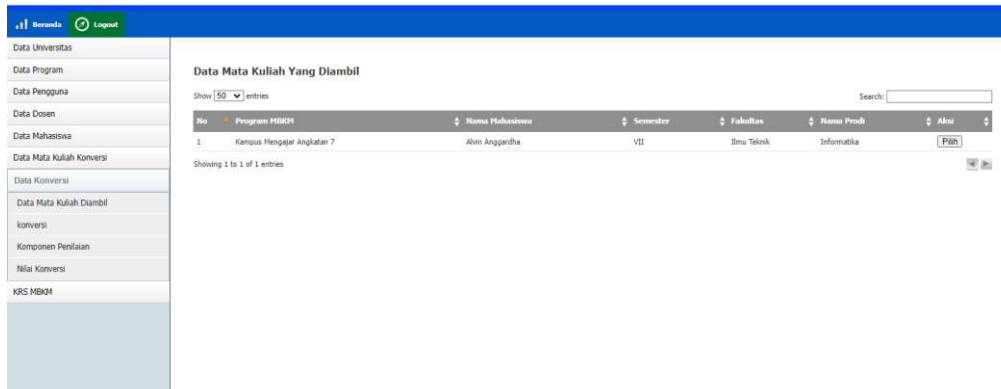 Beranda Logout
Data Universitas
Data Program
Data Pengguna
Data Dosen
Data Mahasiswa
Data Mata Kuliah Konversi
Data Konversi
Data Mata Kuliah Diambil
konversi
Komponen Penilaian
Nilai Konversi
KRS MBKM
Data Mata Kuliah Yang Diambil
Show 50 entries Search:
No Program MBKM Nama Mahasiswa Semester Fakultas Nama Prodi Aksi
1 Kampus Mengajar Angkatan 7 Alvin Anggardha VII Ilmu Teknik Informatika Pilih
Showing 1 to 1 of 1 entries